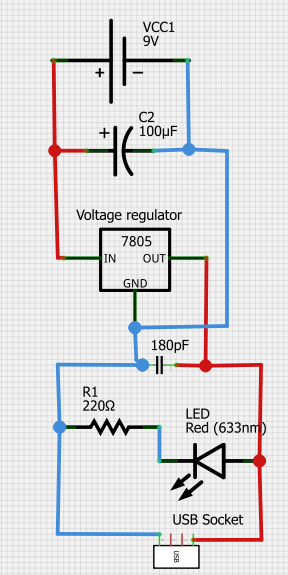 VCC1
9V
+ −
C2
100µF
+
Voltage regulator
7805
IN OUT
GND
180pF
R1
220Ω
LED
Red (633nm)
USB Socket
USB